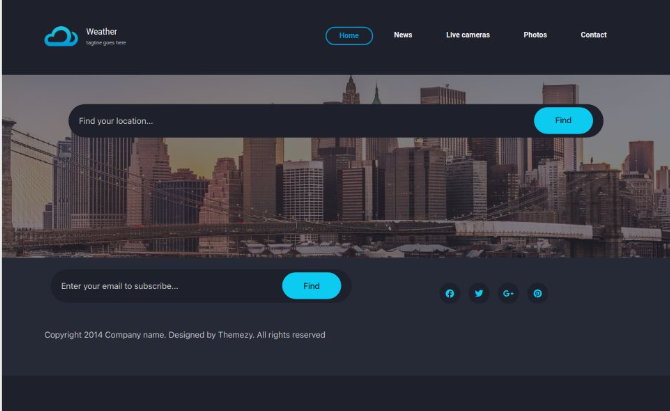 Weather
tagline goes here
Home
News
Live cameras
Photos
Contact
Find your location...
Find
Enter your email to subscribe...
Find
G+
Copyright 2014 Company name. Designed by Themezy. All rights reserved